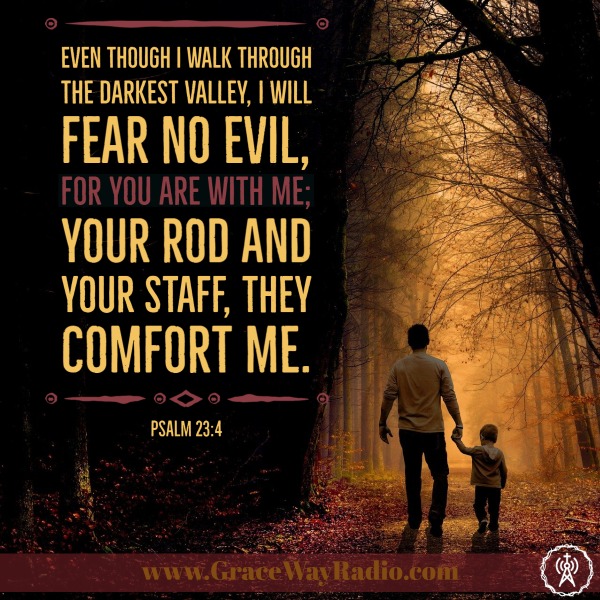 EVEN THOUGH I WALK THROUGH
THE DARKEST VALLEY, I WILL
FEAR NO EVIL,
FOR YOU ARE WITH ME;
YOUR ROD AND
YOUR STAFF, THEY
COMFORT ME.
PSALM 23:4
www.GraceWayRadio.com